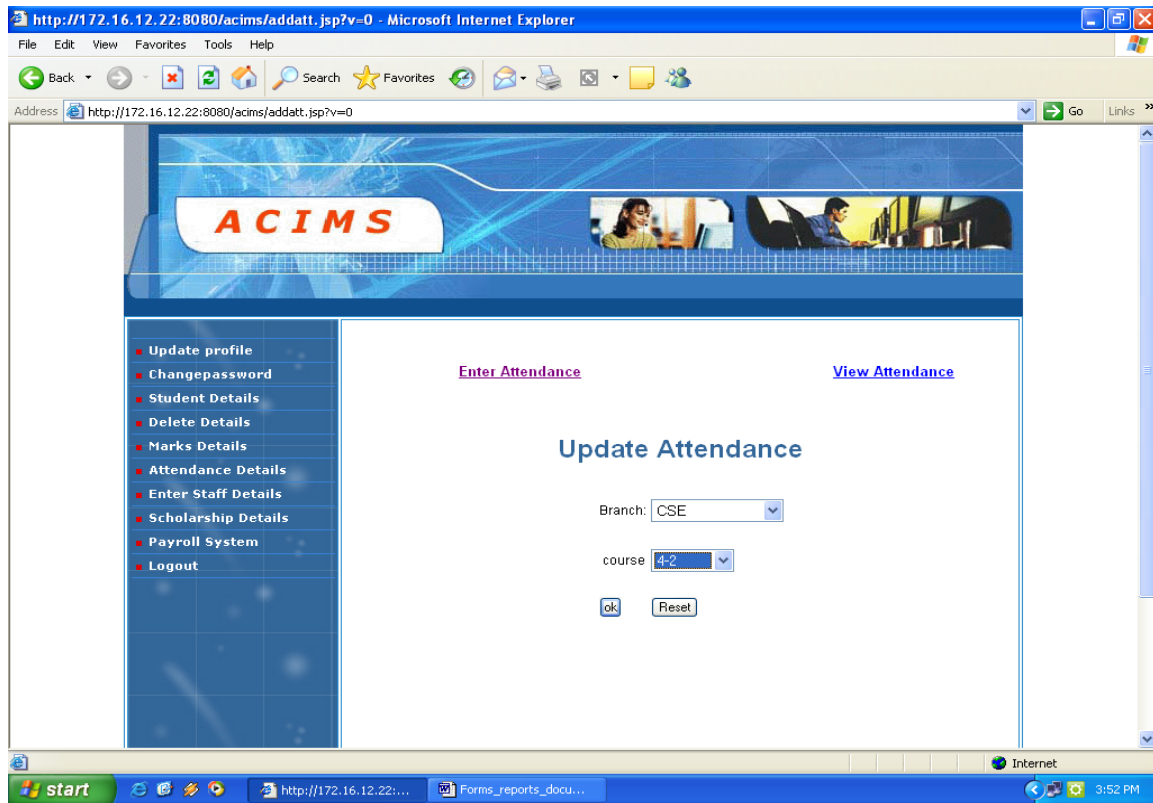 http://172.16.12.22:8080/acims/addatt.jsp?v=0 - Microsoft Internet Explorer
File Edit View Favorites Tools Help
Back Search Favorites
Address http://172.16.12.22:8080/acims/addatt.jsp?v=0 Go Links »
ACIMS
Update profile
Changepassword
Student Details
Delete Details
Marks Details
Attendance Details
Enter Staff Details
Scholarship Details
Payroll System
Logout
Enter Attendance View Attendance
Update Attendance
Branch: CSE
course 4-2
ok Reset
Internet
start http://172.16.12.22:... Forms_reports_docu... 3:52 PM